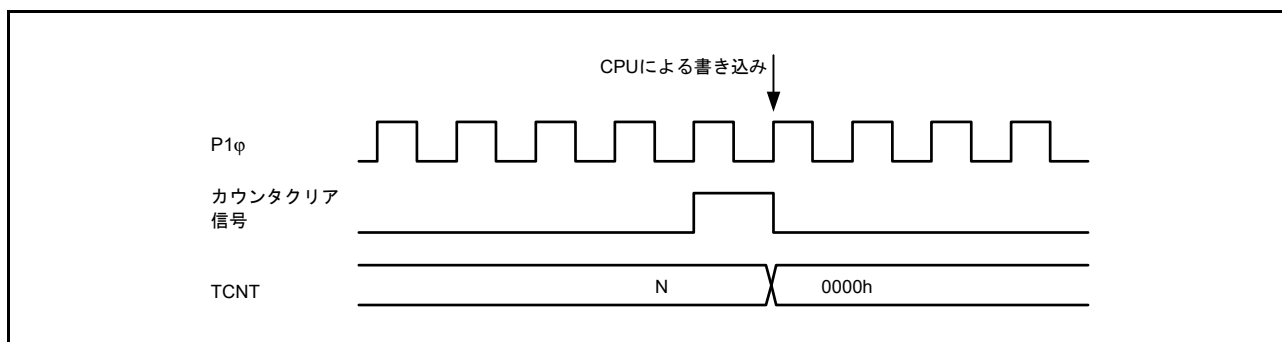 CPUによる書き込み
P1φ
カウンタクリア
信号
TCNT
N
0000h